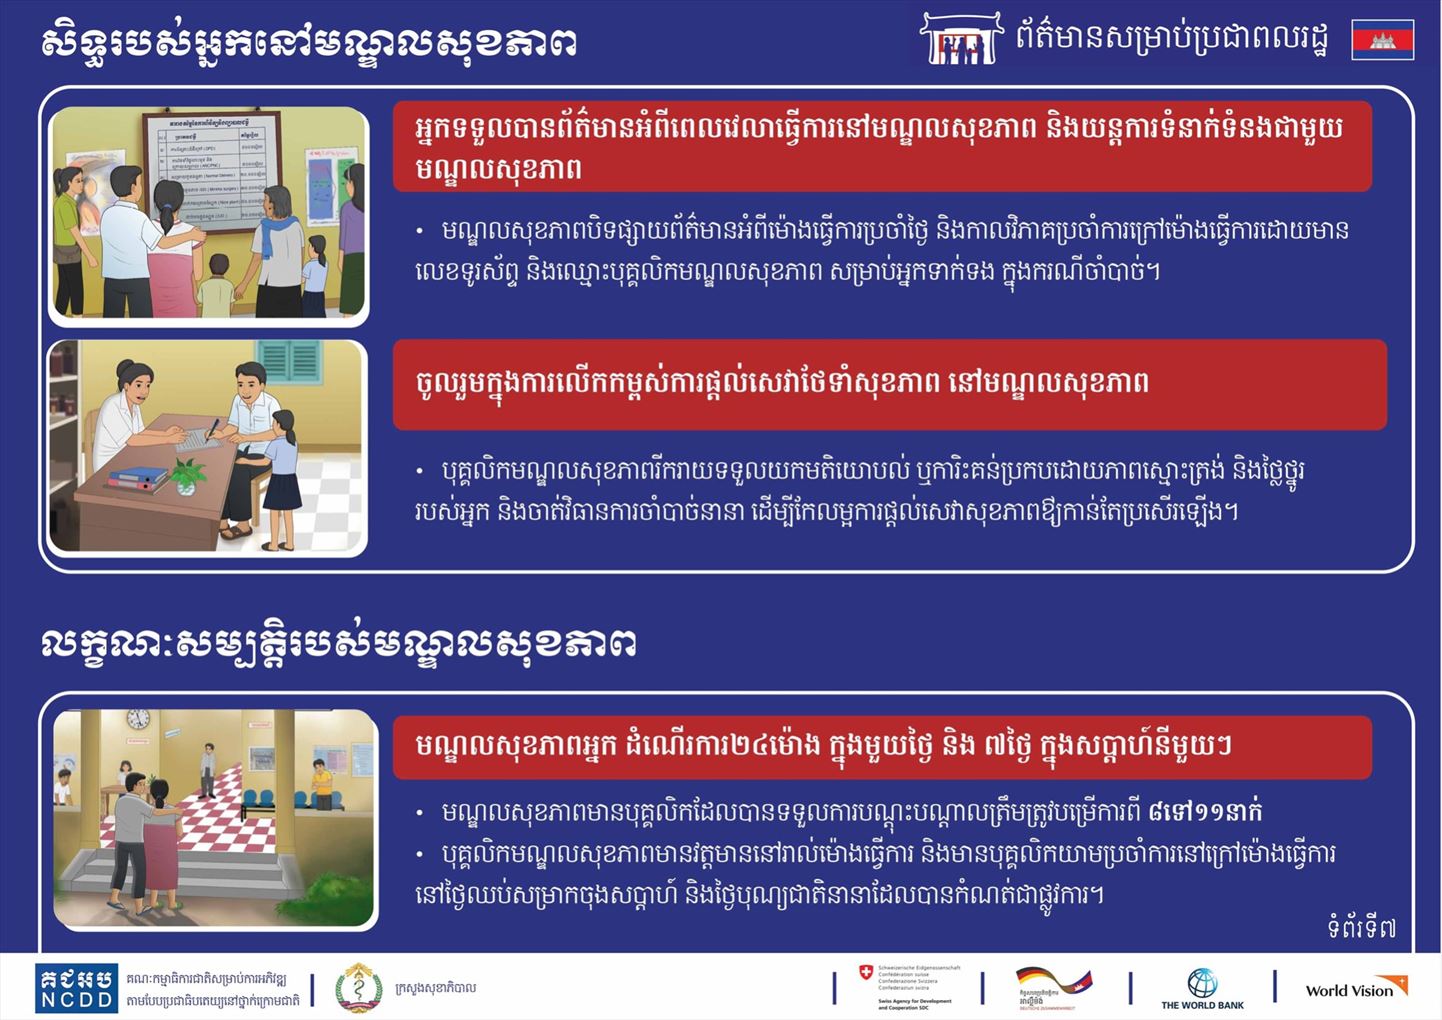 សិទ្ធរបស់អ្នកនៅមណ្ឌលសុខភាព
ព័ត៌មានសម្រាប់ប្រជាពលរដ្ឋ
អ្នកទទួលបានព័ត៌មានអំពីពេលវេលាធ្វើការនៅមណ្ឌលសុខភាព និងយន្តការទំនាក់ទំនងជាមួយ
មណ្ឌលសុខភាព
• មណ្ឌលសុខភាពបិទផ្សាយព័ត៌មានអំពីម៉ោងធ្វើការប្រចាំថ្ងៃ និងកាលវិភាគប្រចាំការក្រៅម៉ោងធ្វើការដោយមាន
លេខទូរស័ព្ទ និងឈ្មោះបុគ្គលិកមណ្ឌលសុខភាព សម្រាប់អ្នកទាក់ទង ក្នុងករណីចាំបាច់។
ចូលរួមក្នុងការលើកកម្ពស់ការផ្តល់សេវាថែទាំសុខភាព នៅមណ្ឌលសុខភាព
• បុគ្គលិកមណ្ឌលសុខភាពរីករាយទទួលយកមតិយោបល់ ឬការិះគន់ប្រកបដោយភាពស្មោះត្រង់ និងថ្លៃថ្នូរ
របស់អ្នក និងចាត់វិធានការចាំបាច់នានា ដើម្បីកែលម្អការផ្តល់សេវាសុខភាពឱ្យកាន់តែប្រសើរឡើង។
លក្ខណៈសម្បត្តិរបស់មណ្ឌលសុខភាព
មណ្ឌលសុខភាពអ្នក ដំណើរការ២៤ម៉ោង ក្នុងមួយថ្ងៃ និង ៧ថ្ងៃ ក្នុងសប្តាហ៍នីមួយៗ
• មណ្ឌលសុខភាពមានបុគ្គលិកដែលបានទទួលការបណ្តុះបណ្តាលត្រឹមត្រូវបម្រើការពី ៨ទៅ១១នាក់
• បុគ្គលិកមណ្ឌលសុខភាពមានវត្តមាននៅរាល់ម៉ោងធ្វើការ និងមានបុគ្គលិកយាមប្រចាំការនៅក្រៅម៉ោងធ្វើការ
នៅថ្ងៃឈប់សម្រាកចុងសប្តាហ៍ និងថ្ងៃបុណ្យជាតិនានាដែលបានកំណត់ជាផ្លូវការ។
ទំព័រទី៧
គជអប
NCDD
គណៈកម្មាធិការជាតិសម្រាប់ការអភិវឌ្ឍ
តាមបែបប្រជាធិបតេយ្យនៅថ្នាក់ក្រោមជាតិ
ក្រសួងសុខាភិបាល
Schweizerische Eidgenossenschaft
Confédération suisse
Confederazione Svizzera
Confederaziun svizra
Swiss Agency for Development
and Cooperation SDC
DEUTSCHE ZUSAMMENARBEIT
THE WORLD BANK
World Vision